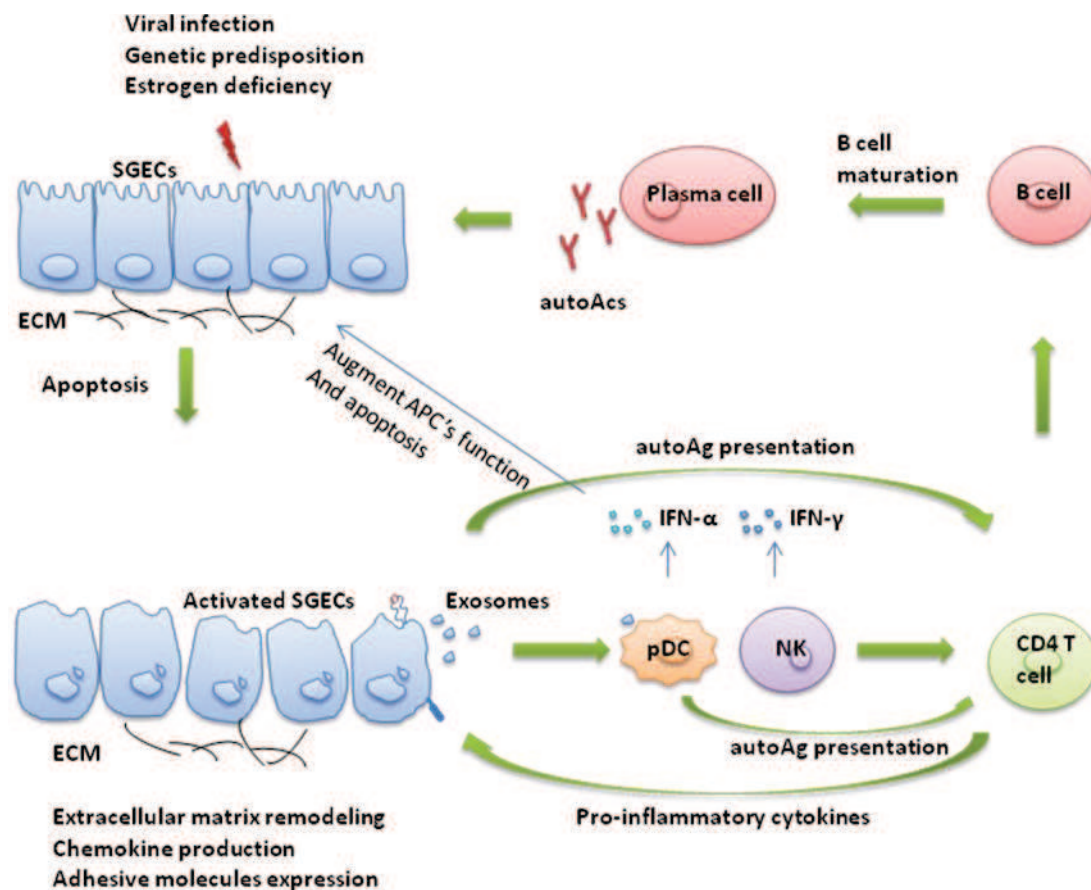 Viral infection
Genetic predisposition
Estrogen deficiency
SGECs
B cell
maturation
Plasma cell
B cell
autoAcs
ECM
Apoptosis
Augment APC's function
And apoptosis
autoAg presentation
IFN-α
IFN-γ
Activated SGECs
Exosomes
pDC
NK
CD4 T
cell
ECM
autoAg presentation
Pro-inflammatory cytokines
Extracellular matrix remodeling
Chemokine production
Adhesive molecules expression